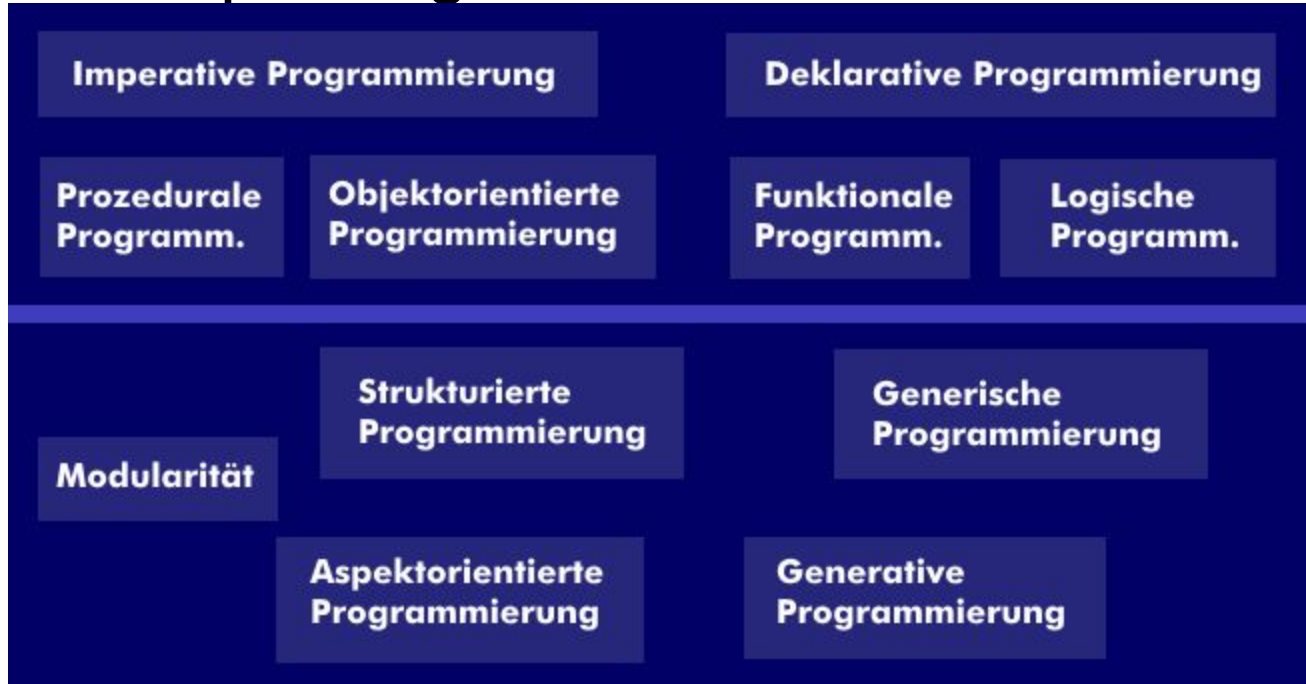 Imperative Programmierung
Deklarative Programmierung
Prozedurale
Programm.
Objektorientierte
Programmierung
Funktionale
Programm.
Logische
Programm.
Strukturierte
Programmierung
Generische
Programmierung
Modularität
Aspektorientierte
Programmierung
Generative
Programmierung